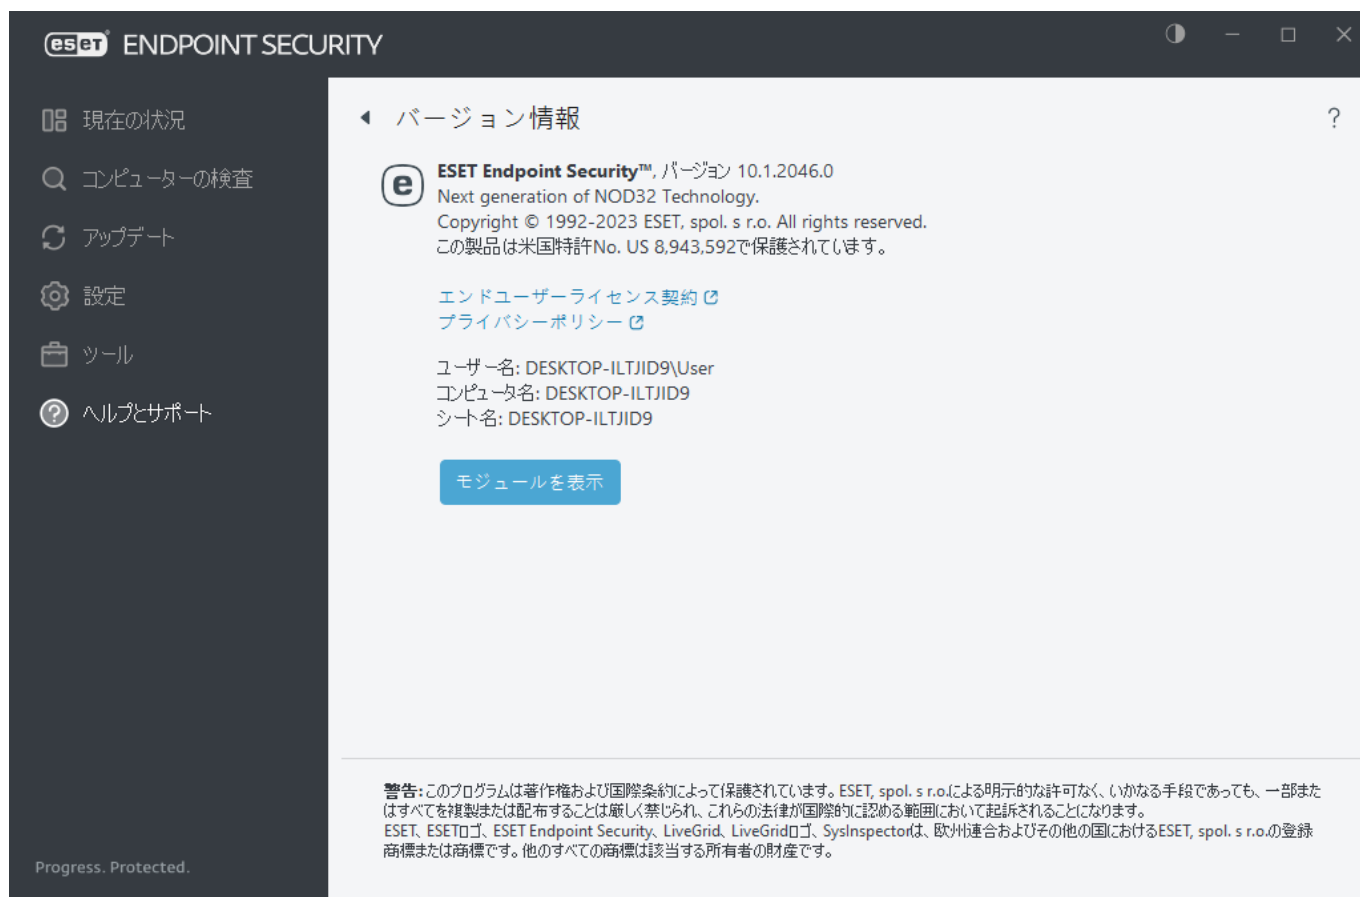 eset ENDPOINT SECURITY
現在の状況
コンピューターの検査
アップデート
設定
ツール
ヘルプとサポート
Progress. Protected.
バージョン情報
?
ESET Endpoint Security™, バージョン 10.1.2046.0
Next generation of NOD32 Technology.
Copyright © 1992-2023 ESET, spol. s r.o. All rights reserved.
この製品は米国特許No. US 8,943,592で保護されています。
エンドユーザーライセンス契約
プライバシーポリシー
ユーザー名: DESKTOP-ILTJID9\User
コンピュータ名: DESKTOP-ILTJID9
シート名: DESKTOP-ILTJID9
モジュールを表示
警告:このプログラムは著作権および国際条約によって保護されています。ESET, spol. s r.o.による明示的な許可なく、いかなる手段であっても、一部また
はすべてを複製または配布することは厳しく禁じられ、これらの法律が国際的に認める範囲において起訴されることになります。
ESET、ESETロゴ、ESET Endpoint Security、LiveGrid、LiveGridロゴ、SysInspectorは、欧州連合およびその他の国におけるESET, spol. s r.o.の登録
商標または商標です。他のすべての商標は該当する所有者の財産です。